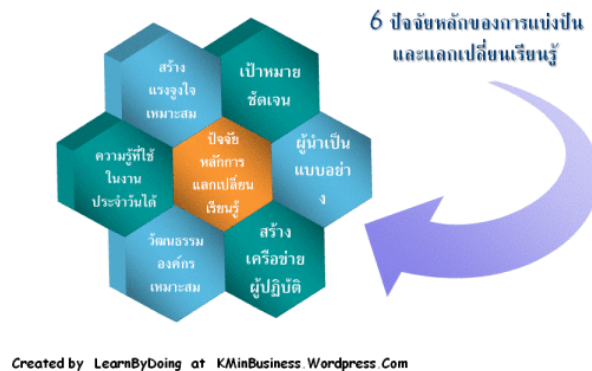 6 ปัจจัยหลักของการแบ่งปัน
และแลกเปลี่ยนเรียนรู้
สร้าง
แรงจูงใจ
เหมาะสม
เป้าหมาย
ชัดเจน
ความรู้ที่ใช้
ในงาน
ประจำวันได้
ปัจจัย
หลักการ
แลกเปลี่ยน
เรียนรู้
ผู้นำเป็น
แบบอย่า
ง
วัฒนธรรม
องค์กร
เหมาะสม
สร้าง
เครือข่าย
ผู้ปฏิบัติ
Created by LearnByDoing at KMinBusiness.Wordpress.Com